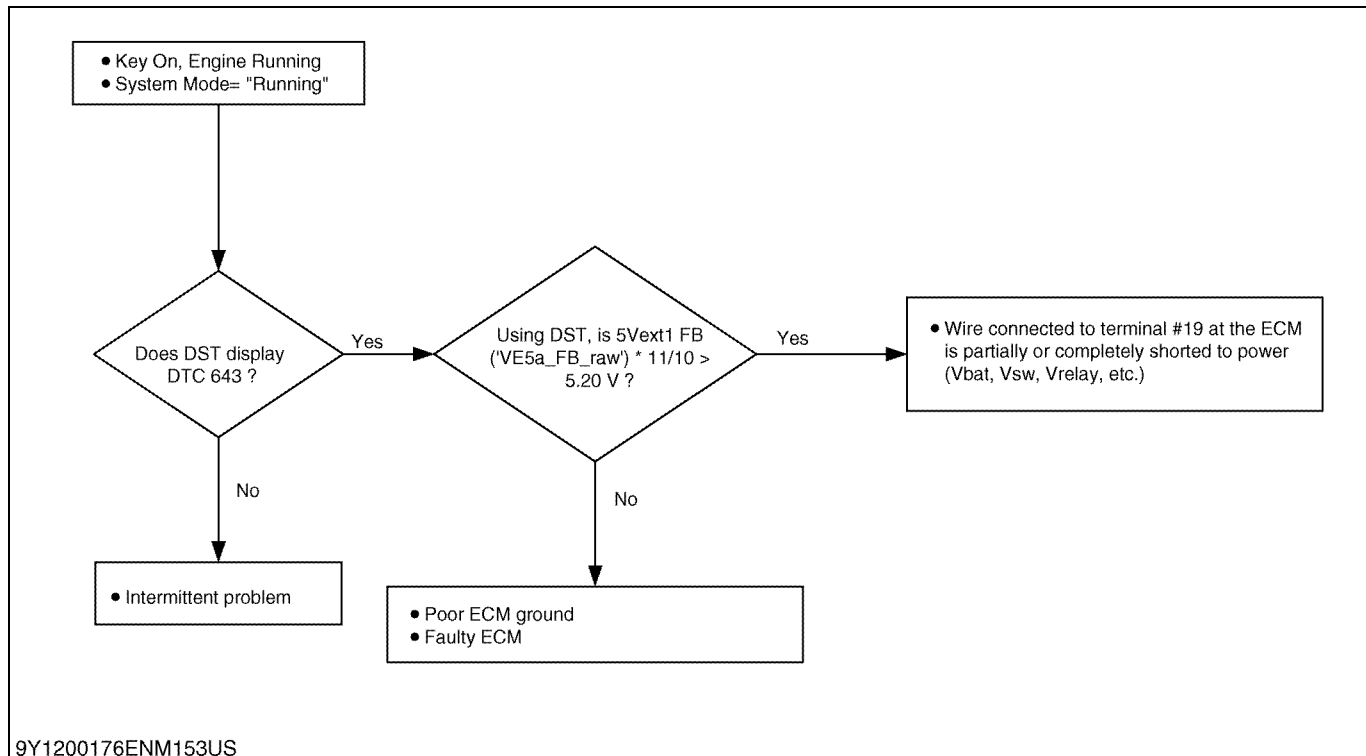 ● Key On, Engine Running
● System Mode= "Running"
Does DST display
DTC 643 ?
Yes
Using DST, is 5Vext1 FB
('VE5a_FB_raw') * 11/10 >
5.20 V ?
Yes
● Wire connected to terminal #19 at the ECM
is partially or completely shorted to power
(Vbat, Vsw, Vrelay, etc.)
No
● Intermittent problem
No
● Poor ECM ground
● Faulty ECM
9Y1200176ENM153US